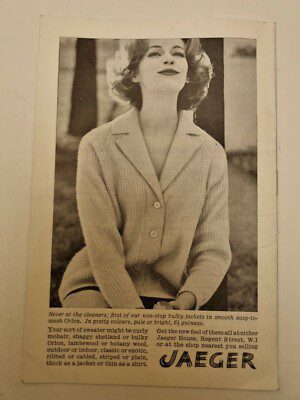 Never at the cleaners; first of our non-stop bulky jackets in smooth easy-to-
wash Orlon. In pretty colours, pale or bright, 6½ guineas.
Your sort of sweater might be curly
mohair, shaggy shetland or bulky
Orlon, lambswool or botany wool,
outdoor or indoor, classic or exotic,
ribbed or cabled, striped or plain,
thick as a jacket or thin as a shirt.
Get the new feel of them all at either
Jaeger House, Regent Street, W.1
or at the shop nearest you selling
JAEGER